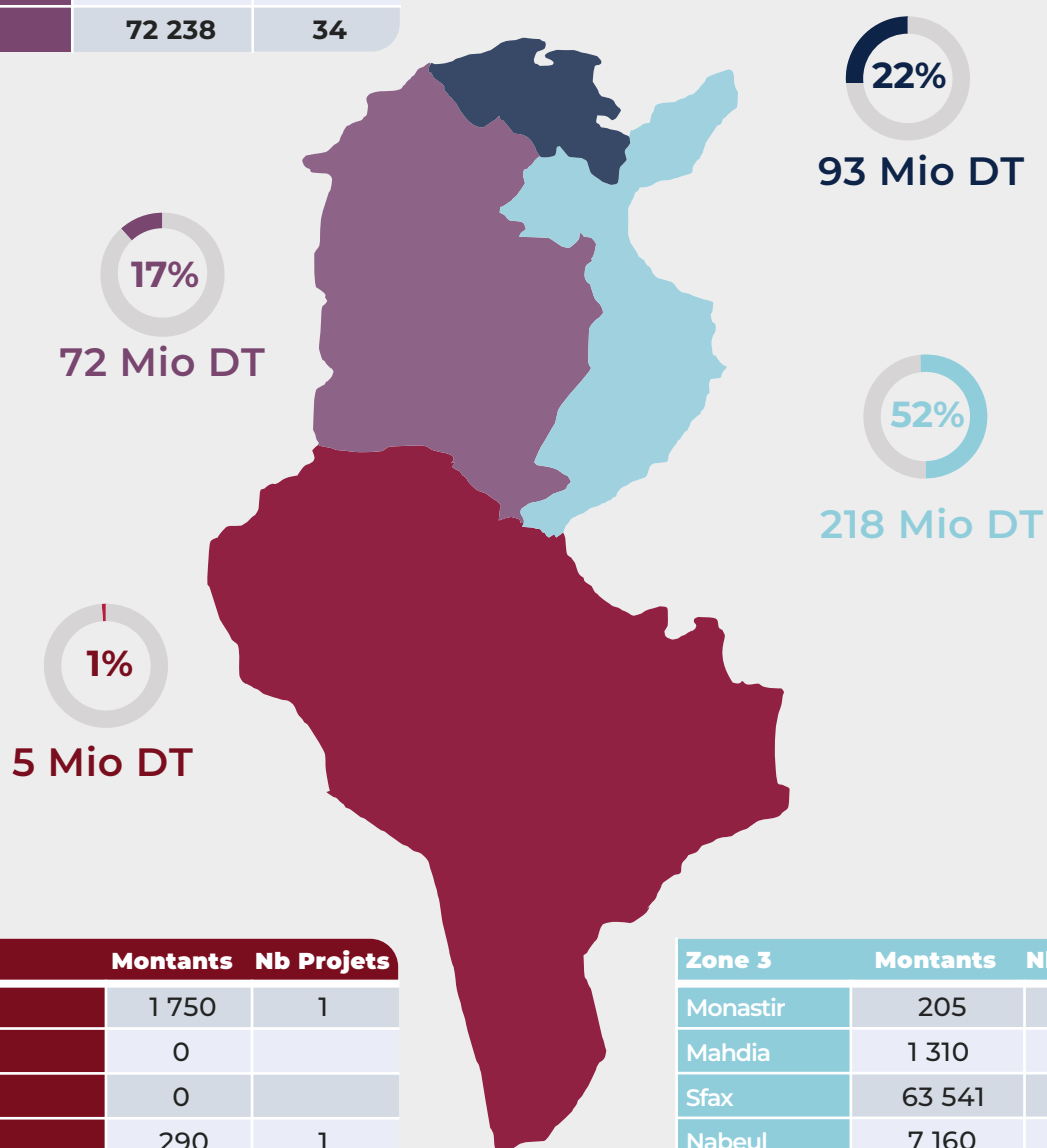 72 238 34
22%
93 Mio DT
17%
72 Mio DT
52%
218 Mio DT
1%
5 Mio DT
Montants Nb Projets
1 750 1
0
0
290 1
Zone 3 Montants
Monastir 205
Mahdia 1 310
Sfax 63 541
Nabeul 7 160